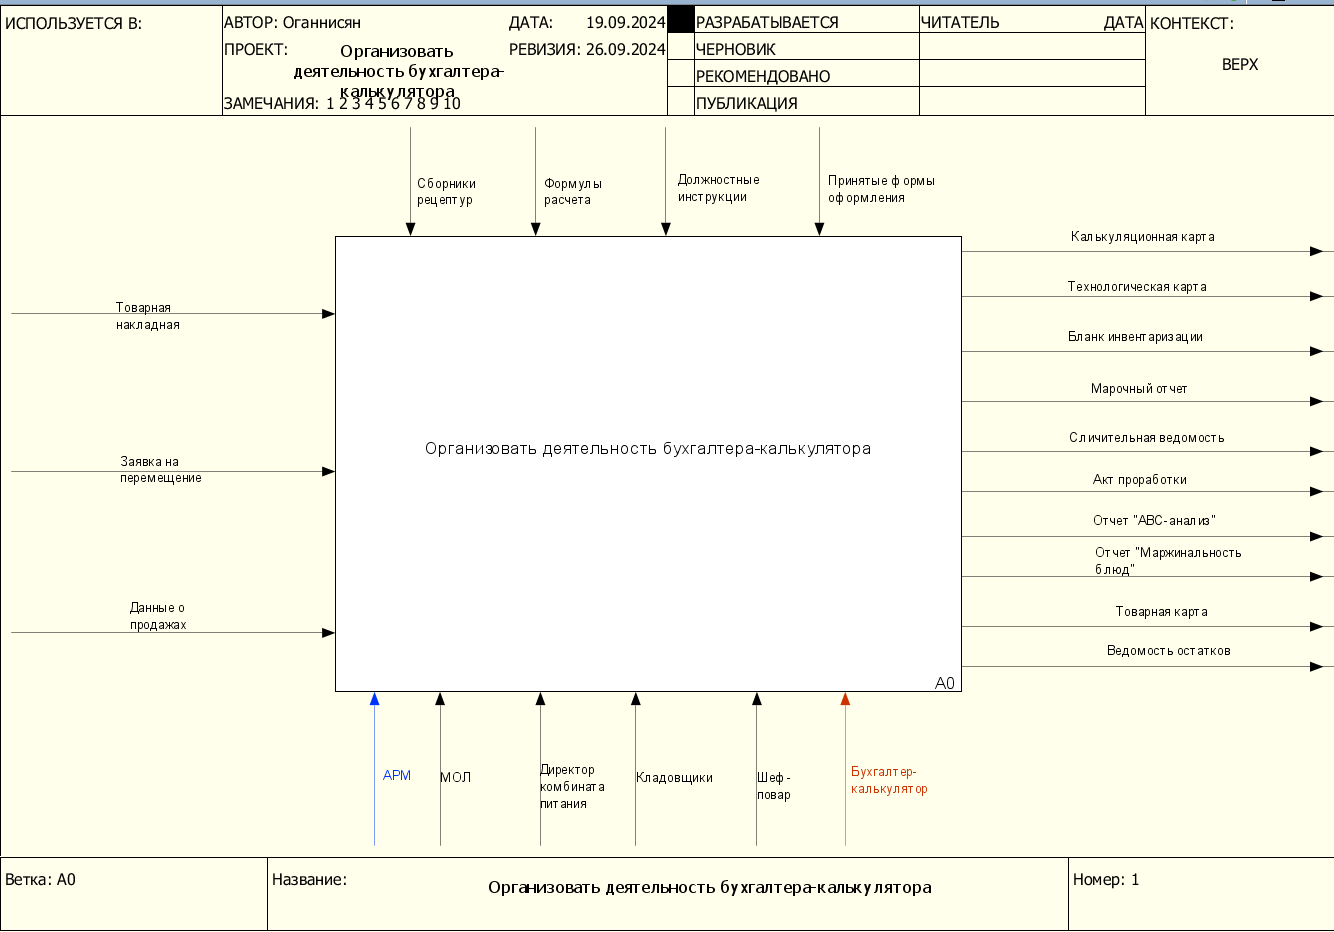 ИСПОЛЬЗУЕТСЯ В:
АВТОР: Оганнисян
ДАТА: 19.09.2024
РАЗРАБАТЫВАЕТСЯ
ЧИТАТЕЛЬ
ДАТА
КОНТЕКСТ:
ПРОЕКТ:
Организовать
деятельность бухгалтера-
калькулятора
РЕВИЗИЯ: 26.09.2024
ЧЕРНОВИК
ВЕРХ
РЕКОМЕНДОВАНО
ЗАМЕЧАНИЯ: 1 2 3 4 5 6 7 8 9 10
ПУБЛИКАЦИЯ
Сборники
рецептур
Формулы
расчета
Должностные
инструкции
Принятые формы
оформления
Товарная
накладная
Заявка на
перемещение
Данные о
продажах
Организовать деятельность бухгалтера-калькулятора
A0
Калькуляционная карта
Технологическая карта
Бланк инвентаризации
Марочный отчет
Сличительная ведомость
Акт проработки
Отчет "ABC-анализ"
Отчет "Маржинальность
блюд"
Товарная карта
Ведомость остатков
АРМ
МОЛ
Директор
комбината
питания
Кладовщики
Шеф-
повар
Бухгалтер-
калькулятор
Ветка: A0
Название:
Организовать деятельность бухгалтера-калькулятора
Номер: 1